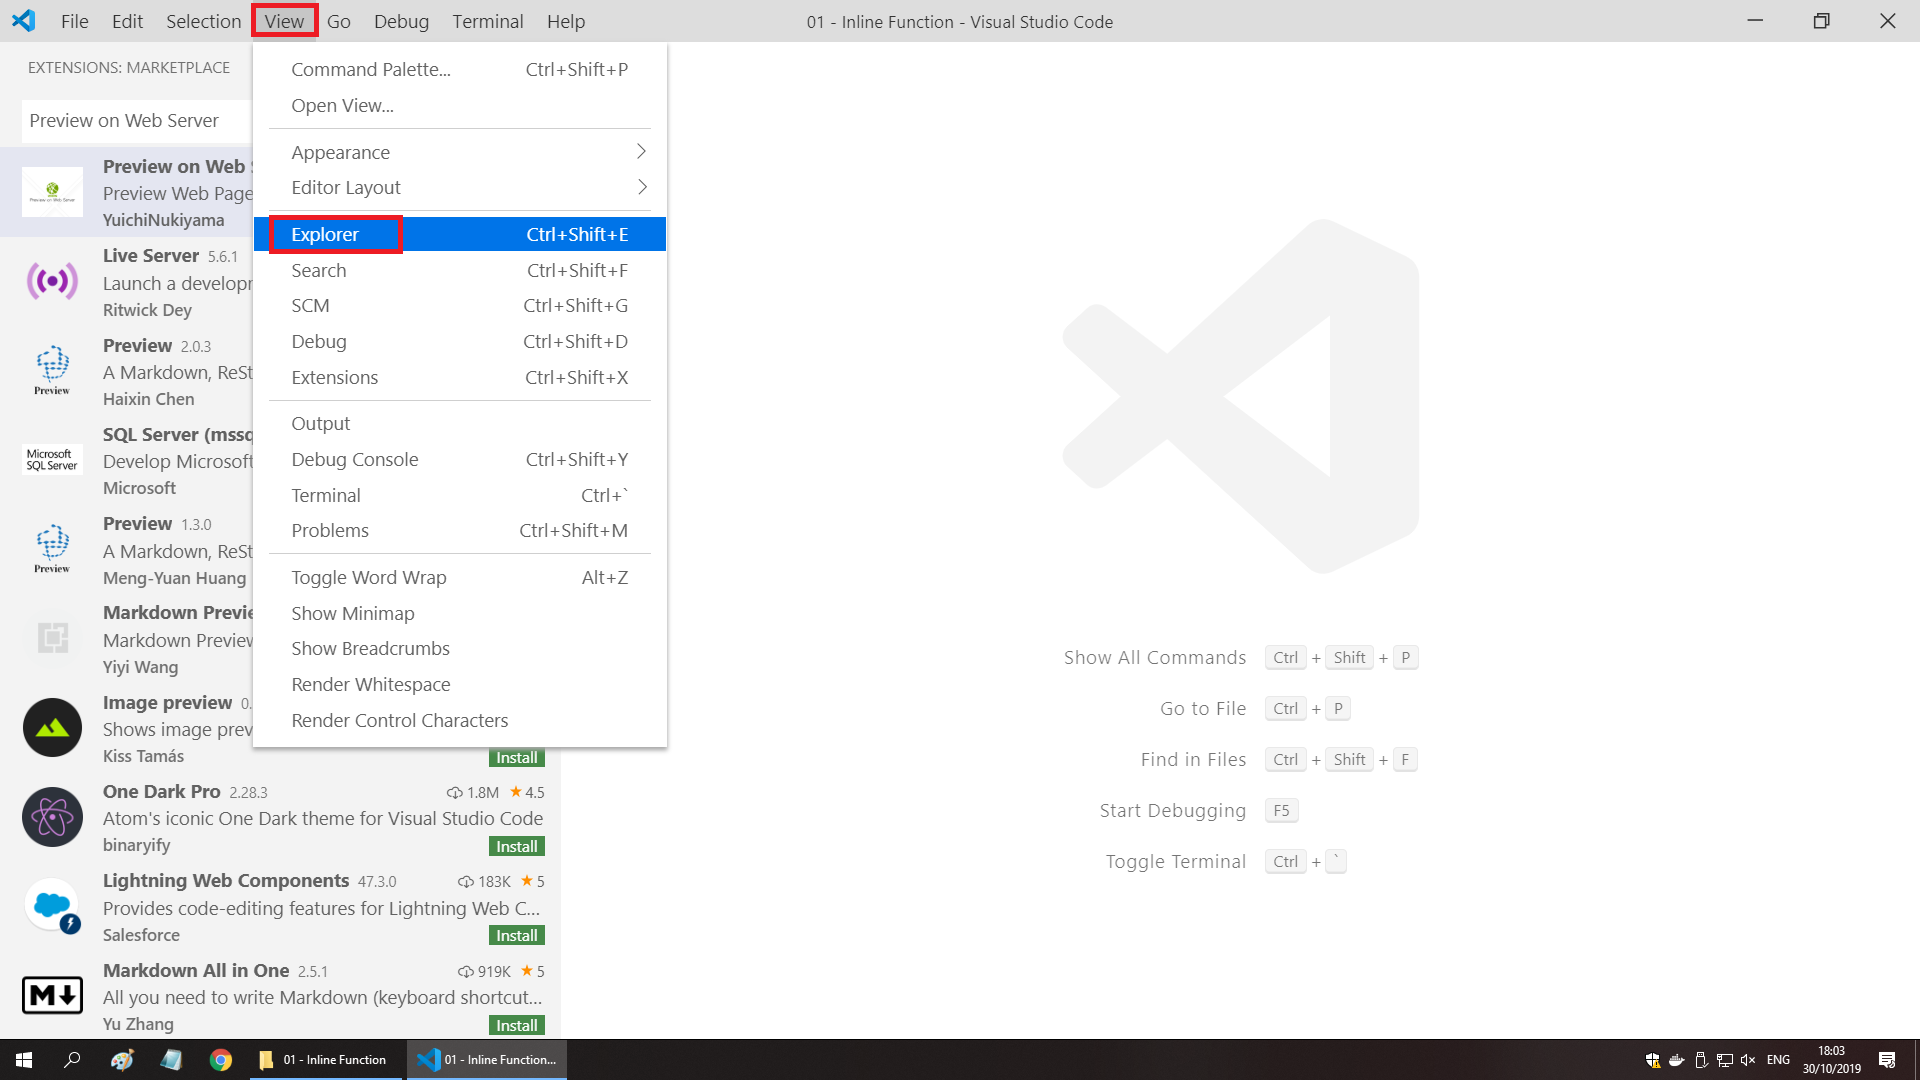 File Edit Selection View Go Debug Terminal Help
01 - Inline Function - Visual Studio Code
EXTENSIONS: MARKETPLACE
Preview on Web Server
Preview on Web Server
Preview on Web S
Preview Web Page
YuichiNukiyama
Live Server 5.6.1
Launch a developr
Ritwick Dey
Preview
Preview 2.0.3
A Markdown, ReSt
Haixin Chen
Microsoft
SQL Server
SQL Server (mssq
Develop Microsoft
Microsoft
Preview
Preview 1.3.0
A Markdown, ReSt
Meng-Yuan Huang
Markdown Previe
Markdown Preview
Yiyi Wang
Image preview 0.
Shows image prev
Kiss Tamás
Install
One Dark Pro 2.28.3 1.8M ★ 4.5
Atom's iconic One Dark theme for Visual Studio Code
binaryify
Install
Lightning Web Components 47.3.0 183K ★ 5
Provides code-editing features for Lightning Web C...
Salesforce
Install
M
Markdown All in One 2.5.1 919K ★ 5
All you need to write Markdown (keyboard shortcut...
Yu Zhang
Install
Command Palette... Ctrl+Shift+P
Open View...
Appearance
Editor Layout
Explorer Ctrl+Shift+E
Search Ctrl+Shift+F
SCM Ctrl+Shift+G
Debug Ctrl+Shift+D
Extensions Ctrl+Shift+X
Output
Debug Console Ctrl+Shift+Y
Terminal Ctrl+`
Problems Ctrl+Shift+M
Toggle Word Wrap Alt+Z
Show Minimap
Show Breadcrumbs
Render Whitespace
Render Control Characters
Show All Commands Ctrl + Shift + P
Go to File Ctrl + P
Find in Files Ctrl + Shift + F
Start Debugging F5
Toggle Terminal Ctrl + `
01 - Inline Function
01 - Inline Function...
ENG
18:03
30/10/2019